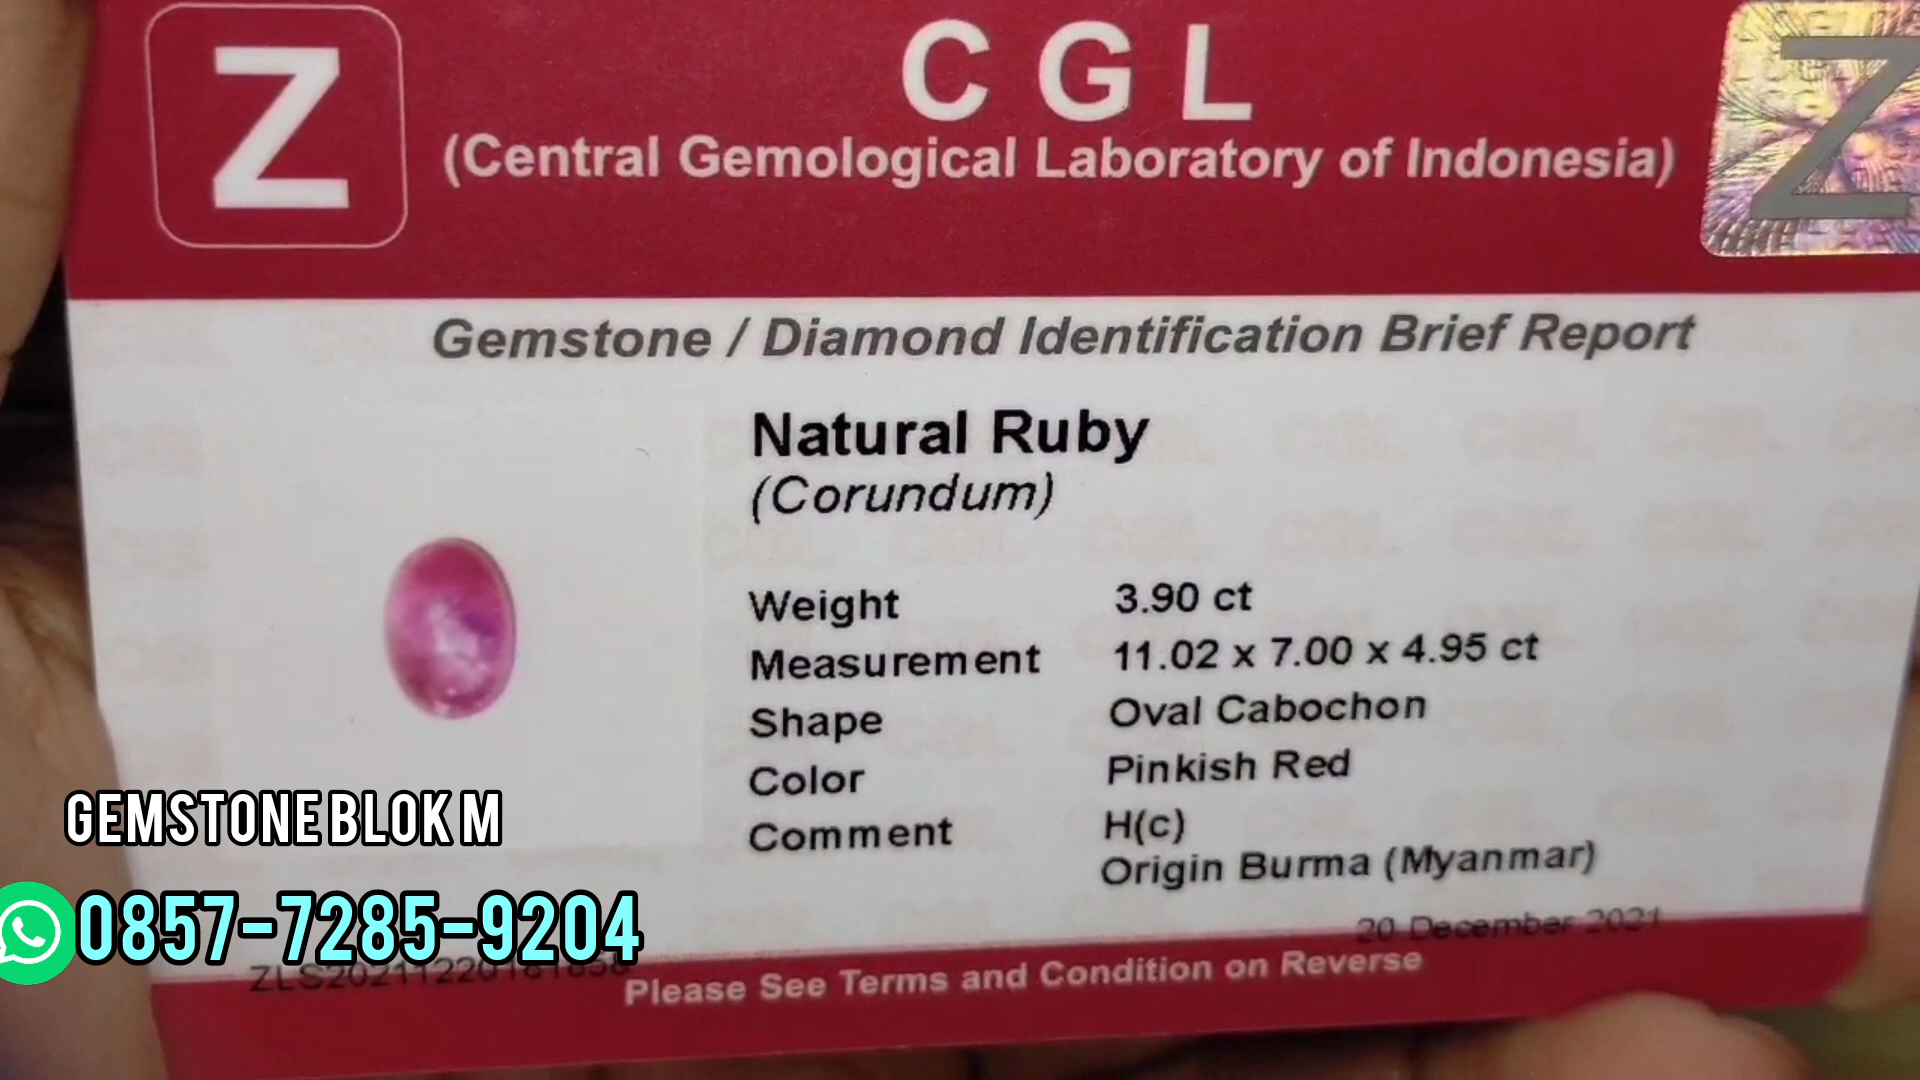 Z
C G L
Z
(Central Gemological Laboratory of Indonesia)
Gemstone / Diamond Identification Brief Report
Natural Ruby
(Corundum)
Weight 3.90 ct
Measurement 11.02 x 7.00 x 4.95 ct
Shape Oval Cabochon
Color Pinkish Red
Comment H(c)
Origin Burma (Myanmar)
GEMSTONE BLOK M
0857-7285-9204
20 December 2021
Please See Terms and Condition on Reverse